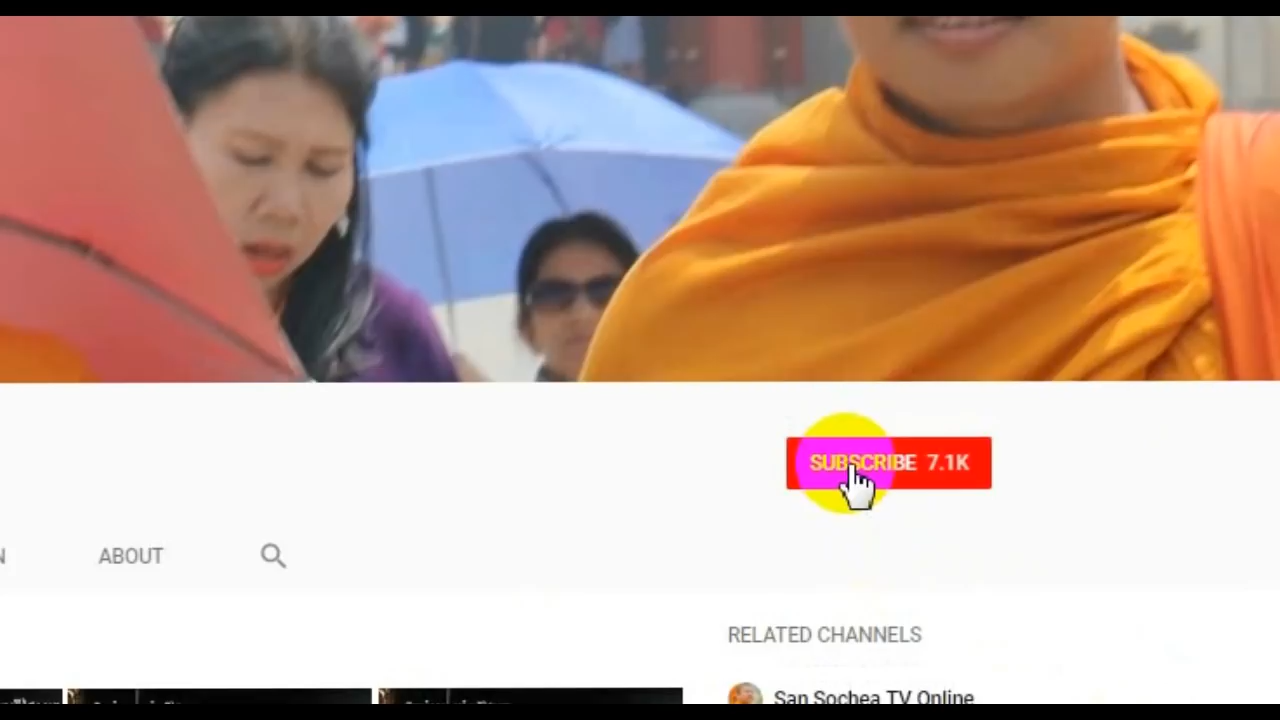 SUBSCRIBE 7.1K
ABOUT
RELATED CHANNELS
San Sochea TV Online